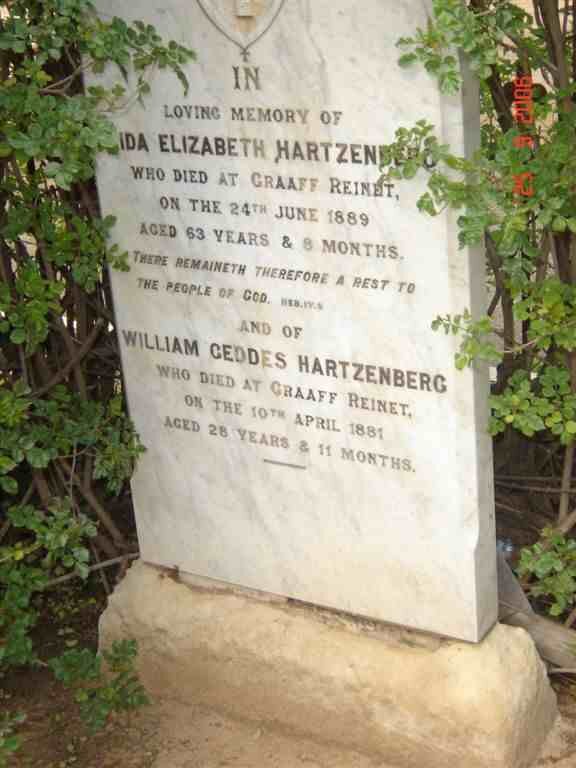 IN
LOVING MEMORY OF
IDA ELIZABETH HARTZENBERG
WHO DIED AT GRAAFF REINET,
ON THE 24TH JUNE 1889
AGED 63 YEARS & 8 MONTHS.
THERE REMAINETH THEREFORE A REST TO
THE PEOPLE OF GOD. HEB.IV.9
AND OF
WILLIAM GEDDES HARTZENBERG
WHO DIED AT GRAAFF REINET,
ON THE 10TH APRIL 1881
AGED 28 YEARS & 11 MONTHS.
25 9 2006